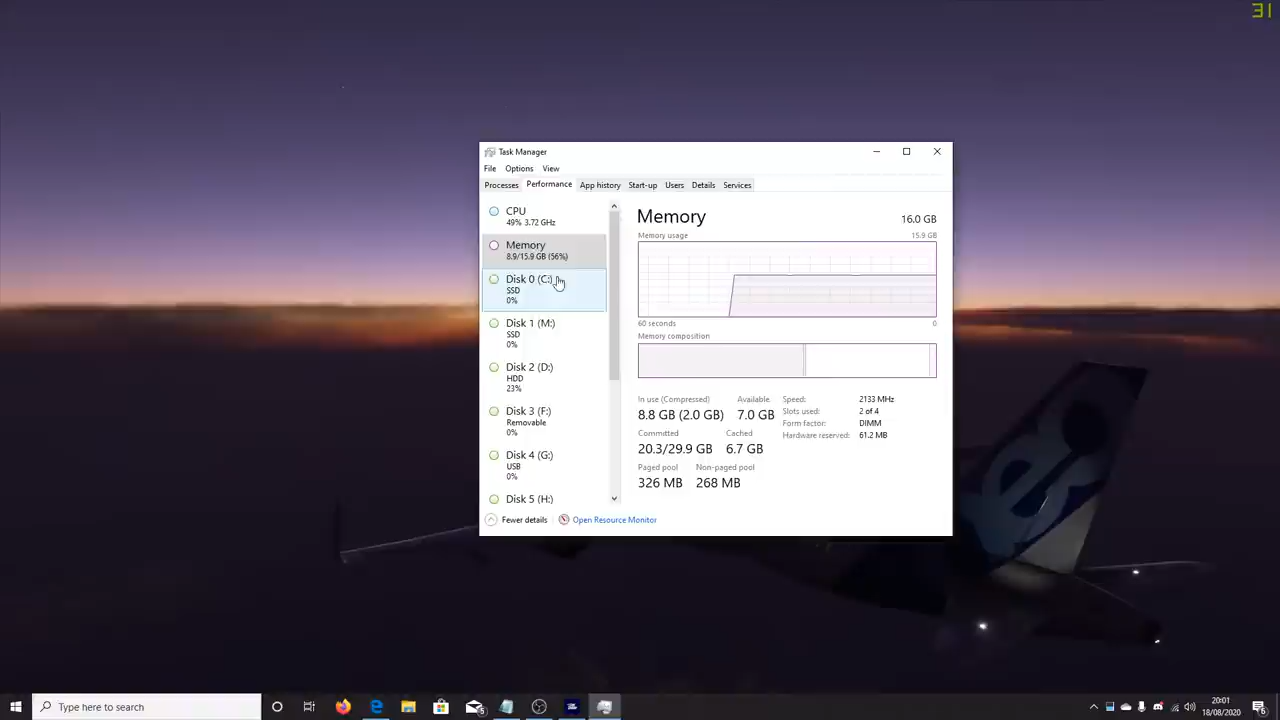 31
Task Manager
File Options View
Processes Performance App history Start-up Users Details Services
CPU
49% 3.72 GHz
Memory
8.9/15.9 GB (56%)
Disk 0 (C:)
SSD
0%
Disk 1 (M:)
SSD
0%
Disk 2 (D:)
HDD
23%
Disk 3 (F:)
Removable
0%
Disk 4 (G:)
USB
0%
Disk 5 (H:)
Memory 16.0 GB
Memory usage 15.9 GB
60 seconds 0
Memory composition
In use (Compressed) Available
8.8 GB (2.0 GB) 7.0 GB
Committed Cached
20.3/29.9 GB 6.7 GB
Paged pool Non-paged pool
326 MB 268 MB
Speed: 2133 MHz
Slots used: 2 of 4
Form factor: DIMM
Hardware reserved: 61.2 MB
Fewer details Open Resource Monitor
Type here to search
20:01
18/08/2020